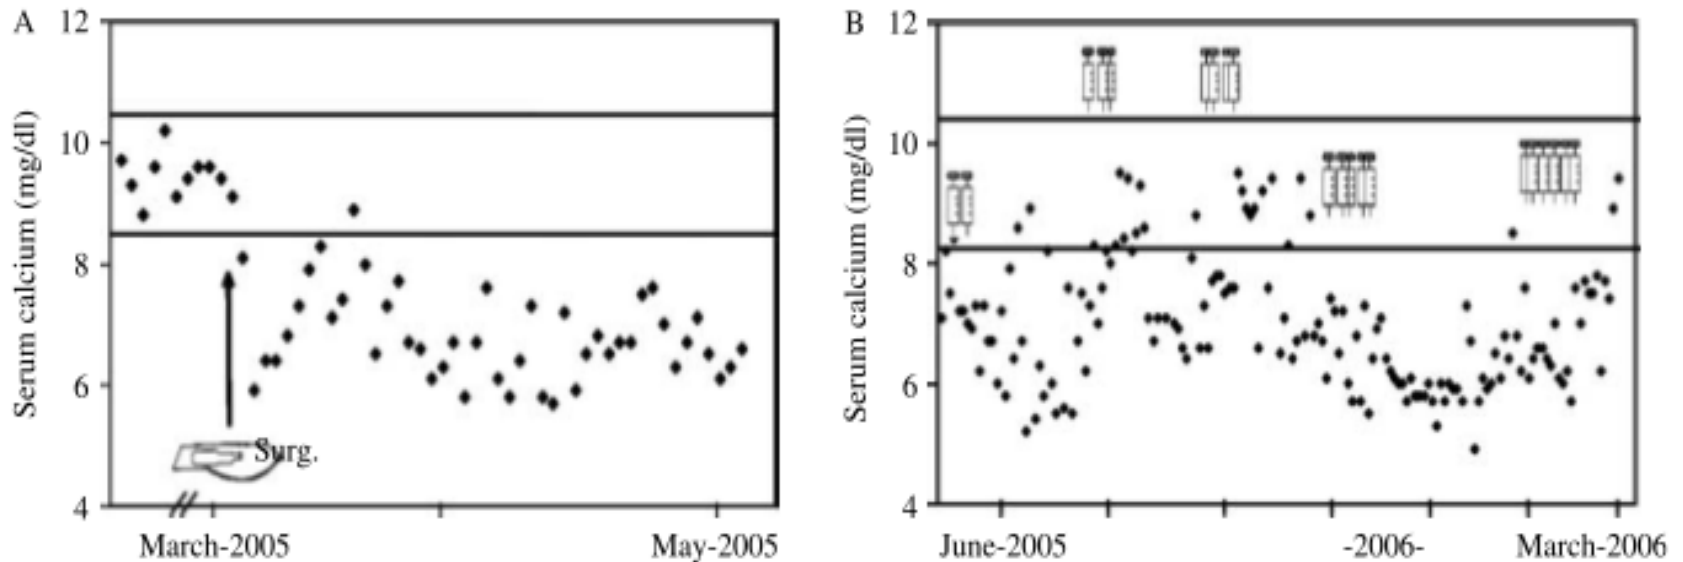 A
12
10
8
6
4
Serum calcium (mg/dl)
Surg.
March-2005
May-2005
B
12
10
8
6
4
Serum calcium (mg/dl)
June-2005
-2006-
March-2006